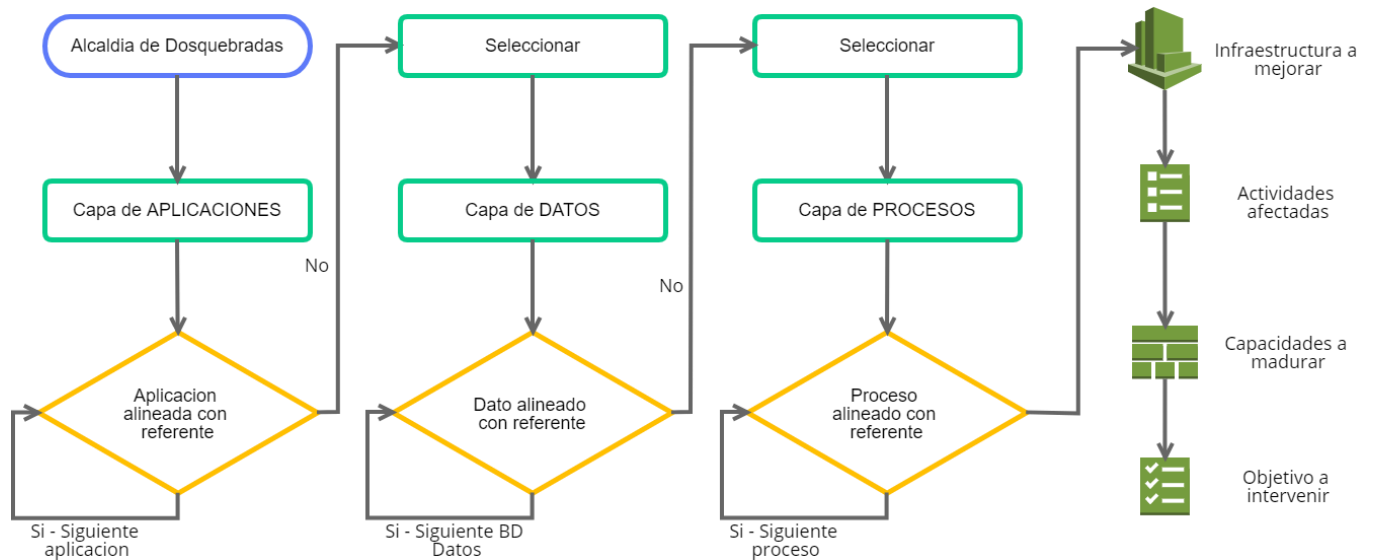 Alcaldia de Dosquebradas
Capa de APLICACIONES
Aplicacion
alineada con
referente
Si - Siguiente
aplicacion
No
Seleccionar
Capa de DATOS
Dato alineado
con referente
Si - Siguiente BD
Datos
No
Seleccionar
Capa de PROCESOS
Proceso
alineado con
referente
Si - Siguiente
proceso
Infraestructura a
mejorar
Actividades
afectadas
Capacidades a
madurar
Objetivo a
intervenir